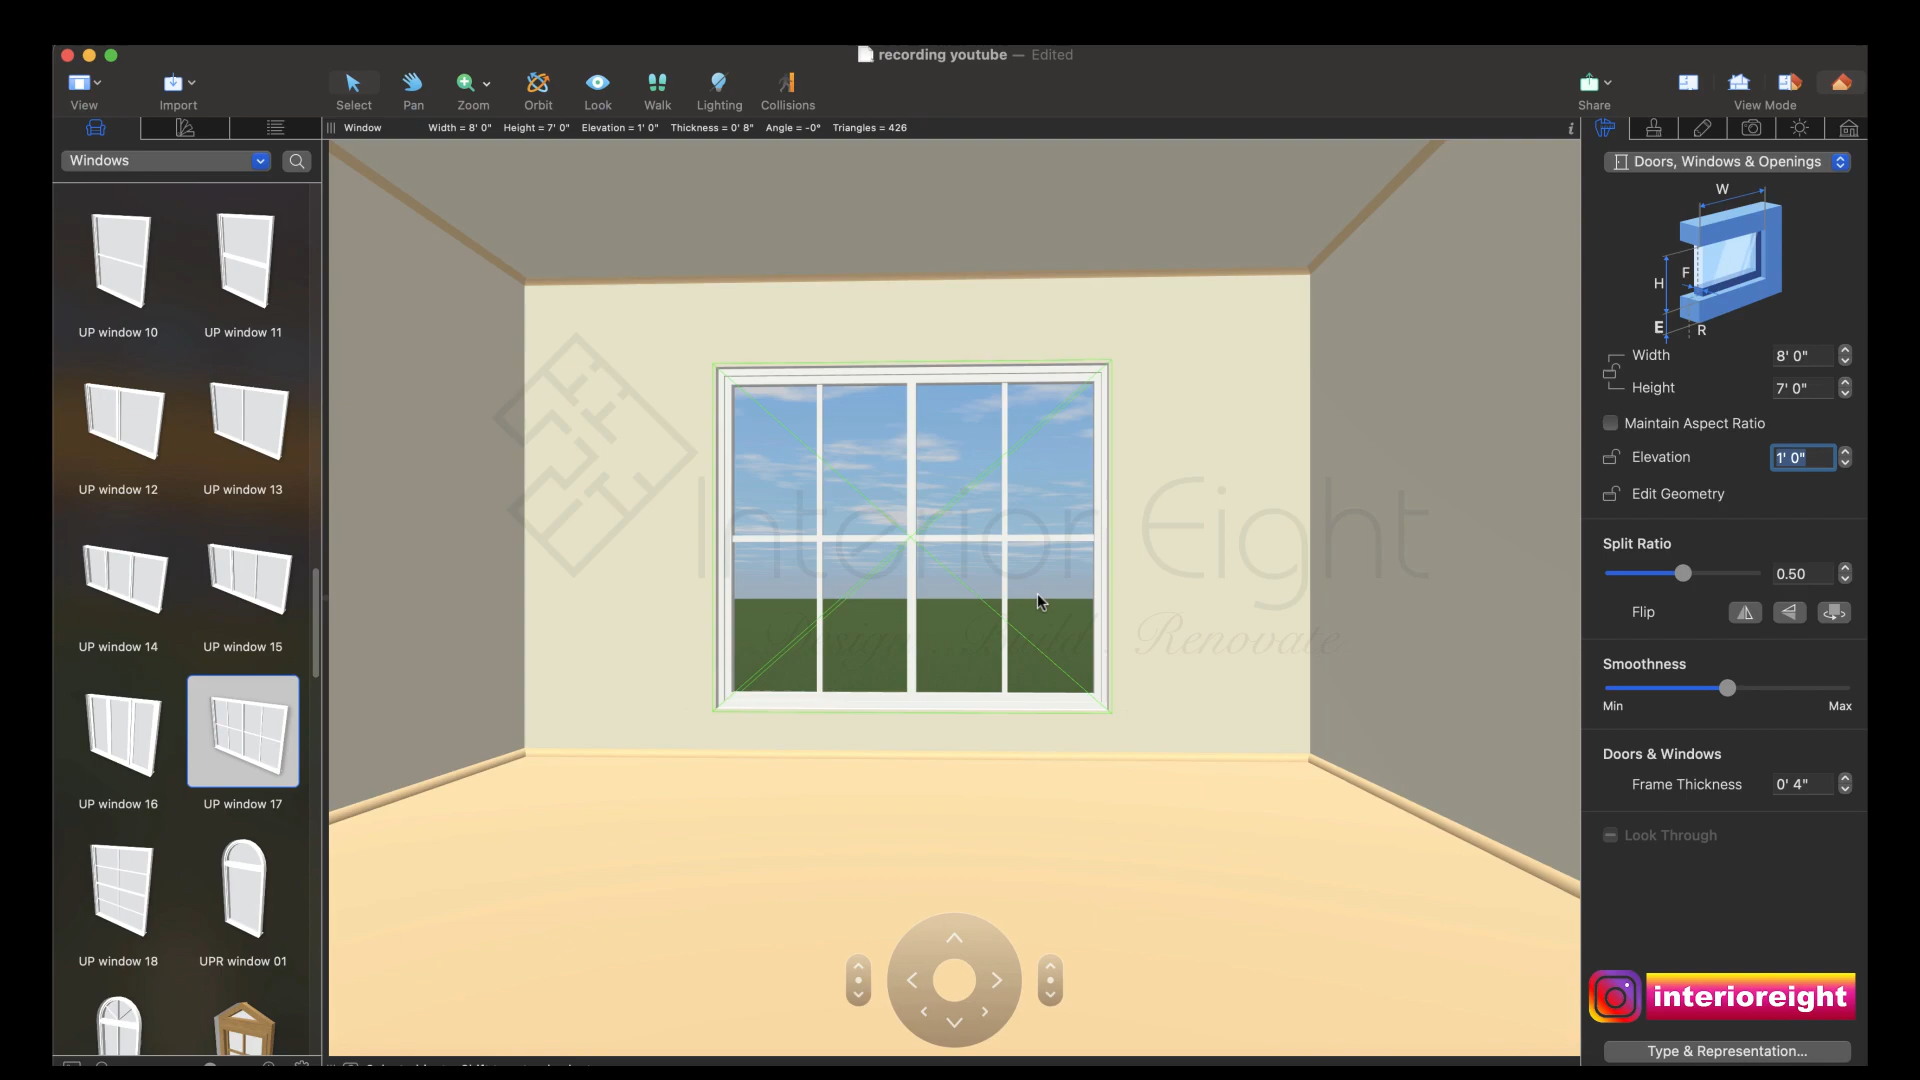 recording youtube — Edited
View
Import
Select
Pan
Zoom
Orbit
Look
Walk
Lighting
Collisions
Share
View Mode
Window
Width = 8' 0"
Height = 7' 0"
Elevation = 1' 0"
Thickness = 0' 8"
Angle = -0°
Triangles = 426
Windows
UP window 10
UP window 11
UP window 12
UP window 13
UP window 14
UP window 15
UP window 16
UP window 17
UP window 18
UPR window 01
Interior Eight
Design... Build... Renovate
Doors, Windows & Openings
W
H
F
E
R
Width
8' 0"
Height
7' 0"
Maintain Aspect Ratio
Elevation
1' 0"
Edit Geometry
Split Ratio
0.50
Flip
Smoothness
Min
Max
Doors & Windows
Frame Thickness
0' 4"
Look Through
interioreight
Type & Representation...